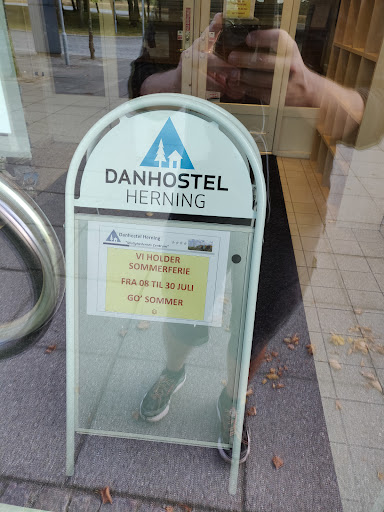 DANHOSTEL
HERNING
Danhostel Herning
VI HOLDER
SOMMERFERIE
FRA 08 TIL 30 JULI
GO' SOMMER